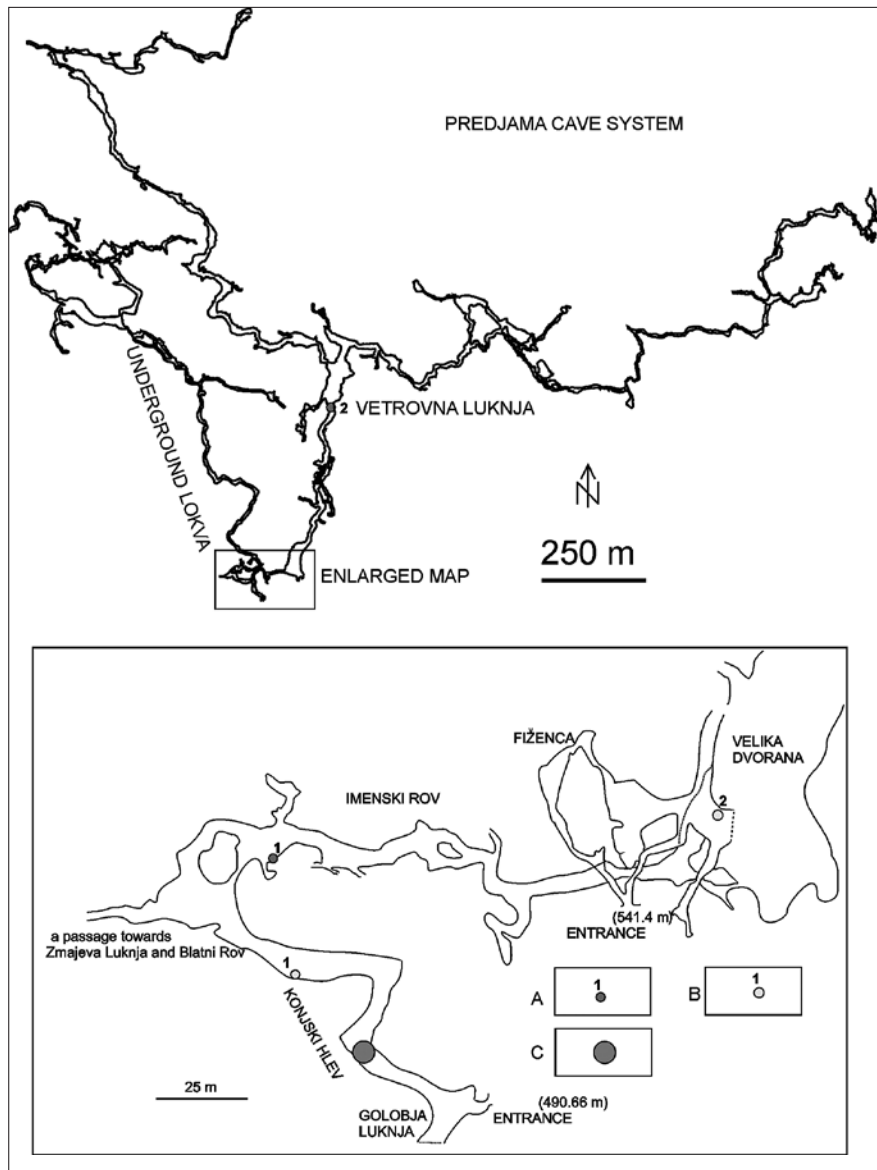 PREDJAMA CAVE SYSTEM
UNDERGROUND LOKVA
2 VETROVNA LUKNJA
N
250 m
ENLARGED MAP
FIŽENCA
VELIKA
DVORANA
2
IMENSKI ROV
1
(541.4 m)
ENTRANCE
a passage towards
Zmajeva Luknja and Blatni Rov
1
KONJSKI HLEV
A 1
B 1
C
25 m
GOLOBJA
LUKNJA
(490.66 m)
ENTRANCE